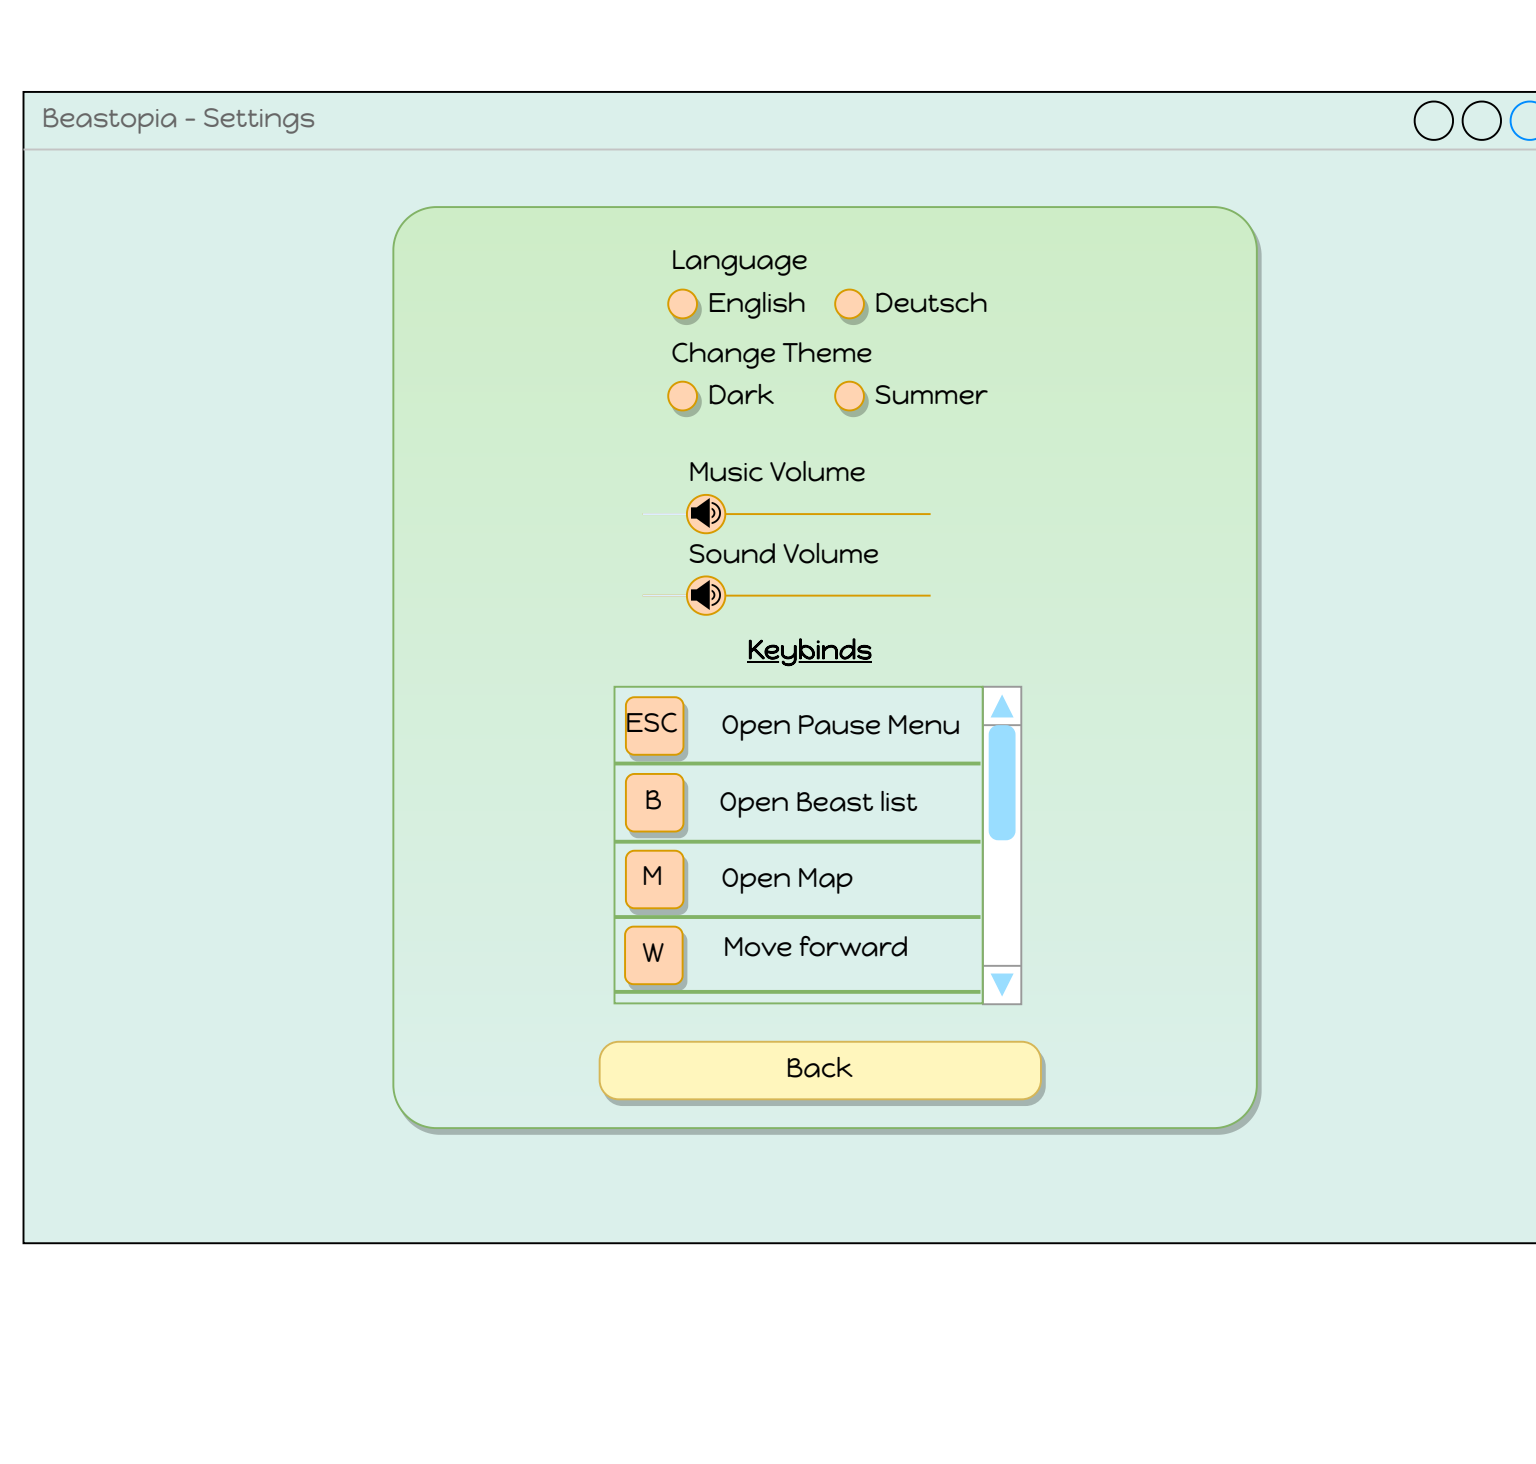 Beastopia - Settings
Language
English Deutsch
Change Theme
Dark Summer
Music Volume
Sound Volume
Keybinds
ESC Open Pause Menu
B Open Beast list
M Open Map
W Move forward
Back